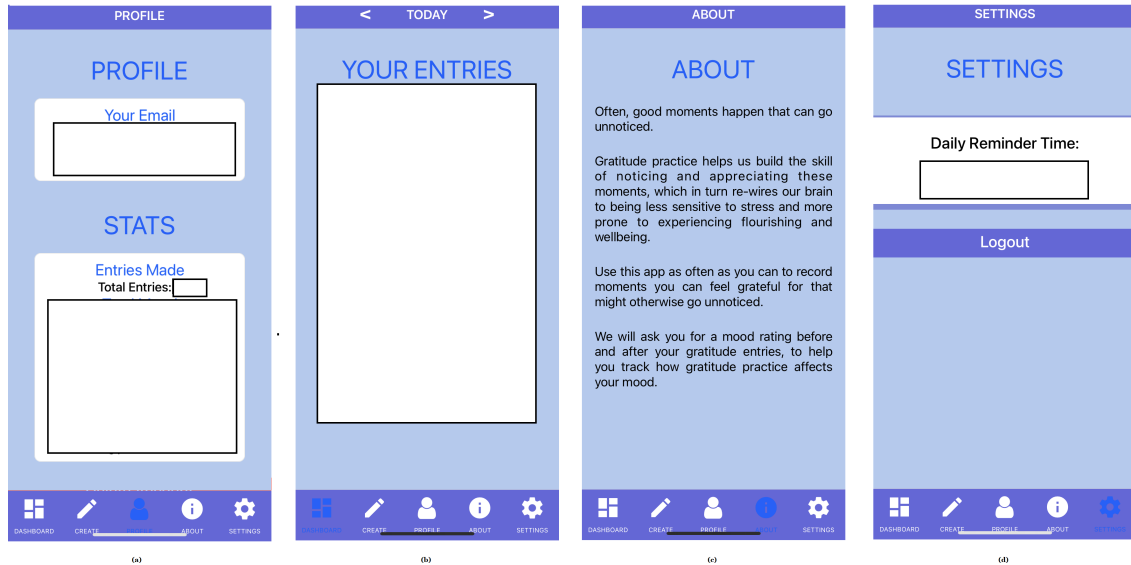 PROFILE
PROFILE
Your Email
STATS
Entries Made
Total Entries:
DASHBOARD CREATE PROFILE ABOUT SETTINGS
(a)
< TODAY >
YOUR ENTRIES
DASHBOARD CREATE PROFILE ABOUT SETTINGS
(b)
ABOUT
ABOUT
Often, good moments happen that can go
unnoticed.
Gratitude practice helps us build the skill
of noticing and appreciating these
moments, which in turn re-wires our brain
to being less sensitive to stress and more
prone to experiencing flourishing and
wellbeing.
Use this app as often as you can to record
moments you can feel grateful for that
might otherwise go unnoticed.
We will ask you for a mood rating before
and after your gratitude entries, to help
you track how gratitude practice affects
your mood.
DASHBOARD CREATE PROFILE ABOUT SETTINGS
(c)
SETTINGS
SETTINGS
Daily Reminder Time:
Logout
DASHBOARD CREATE PROFILE ABOUT SETTINGS
(d)